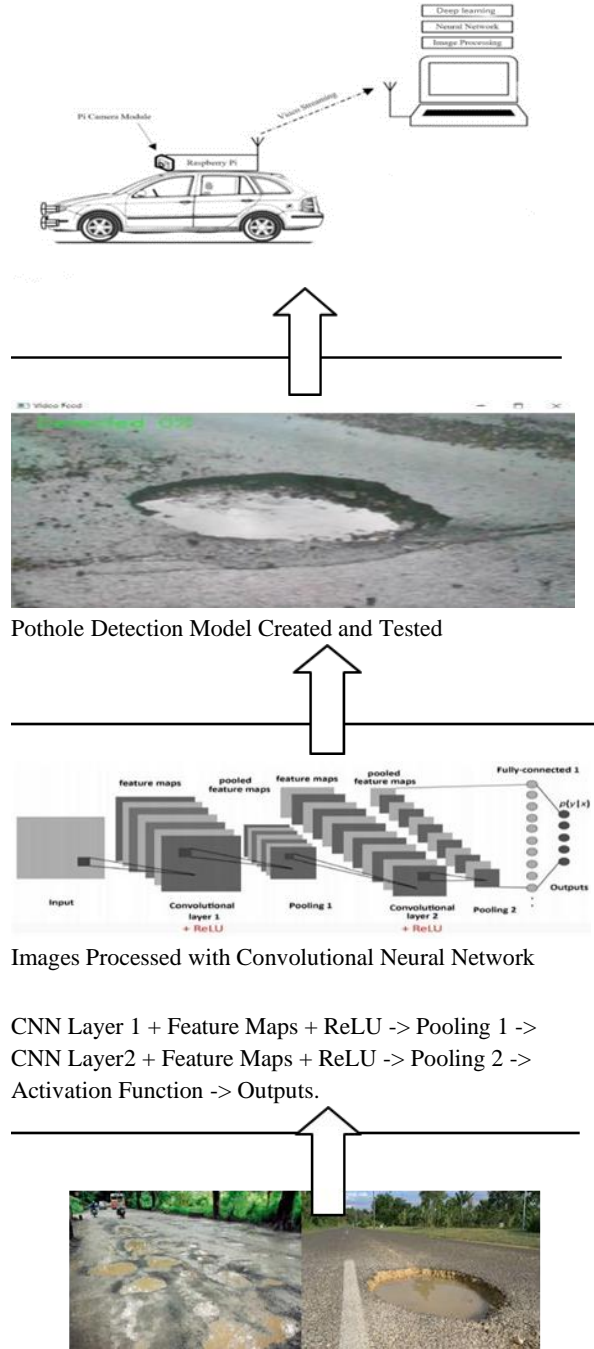 Deep learning
Neural Network
Image Processing
Video Streaming
Pi Camera Module
Raspberry Pi
Video Feed
Detected 0%
Pothole Detection Model Created and Tested
feature maps
pooled
feature maps
feature maps
pooled
feature maps
Fully-connected 1
p(y|x)
Input
Convolutional
layer 1
+ ReLU
Pooling 1
Convolutional
layer 2
+ ReLU
Pooling 2
Outputs
Images Processed with Convolutional Neural Network
CNN Layer 1 + Feature Maps + ReLU -> Pooling 1 ->
CNN Layer2 + Feature Maps + ReLU -> Pooling 2 ->
Activation Function -> Outputs.